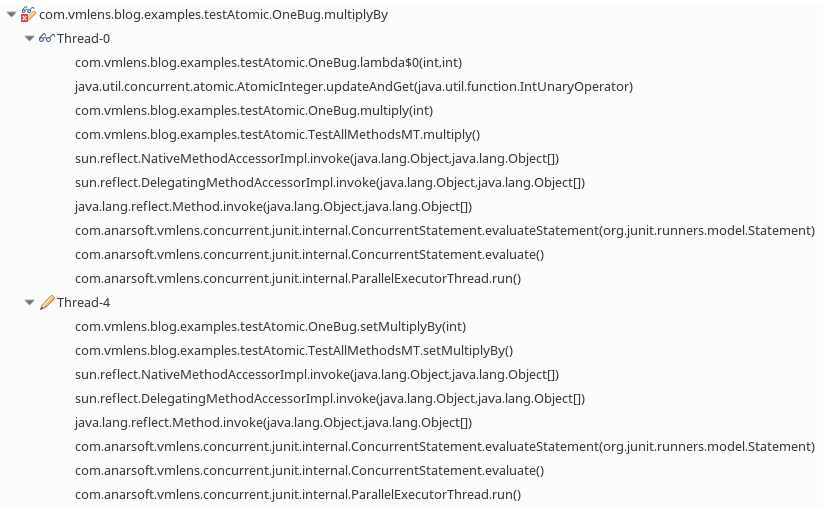 com.vmlens.blog.examples.testAtomic.OneBug.multiplyBy
Thread-0
com.vmlens.blog.examples.testAtomic.OneBug.lambda$0(int,int)
java.util.concurrent.atomic.AtomicInteger.updateAndGet(java.util.function.IntUnaryOperator)
com.vmlens.blog.examples.testAtomic.OneBug.multiply(int)
com.vmlens.blog.examples.testAtomic.TestAllMethodsMT.multiply()
sun.reflect.NativeMethodAccessorImpl.invoke(java.lang.Object,java.lang.Object[])
sun.reflect.DelegatingMethodAccessorImpl.invoke(java.lang.Object,java.lang.Object[])
java.lang.reflect.Method.invoke(java.lang.Object,java.lang.Object[])
com.anarsoft.vmlens.concurrent.junit.internal.ConcurrentStatement.evaluateStatement(org.junit.runners.model.Statement)
com.anarsoft.vmlens.concurrent.junit.internal.ConcurrentStatement.evaluate()
com.anarsoft.vmlens.concurrent.junit.internal.ParallelExecutorThread.run()
Thread-4
com.vmlens.blog.examples.testAtomic.OneBug.setMultiplyBy(int)
com.vmlens.blog.examples.testAtomic.TestAllMethodsMT.setMultiplyBy()
sun.reflect.NativeMethodAccessorImpl.invoke(java.lang.Object,java.lang.Object[])
sun.reflect.DelegatingMethodAccessorImpl.invoke(java.lang.Object,java.lang.Object[])
java.lang.reflect.Method.invoke(java.lang.Object,java.lang.Object[])
com.anarsoft.vmlens.concurrent.junit.internal.ConcurrentStatement.evaluateStatement(org.junit.runners.model.Statement)
com.anarsoft.vmlens.concurrent.junit.internal.ConcurrentStatement.evaluate()
com.anarsoft.vmlens.concurrent.junit.internal.ParallelExecutorThread.run()